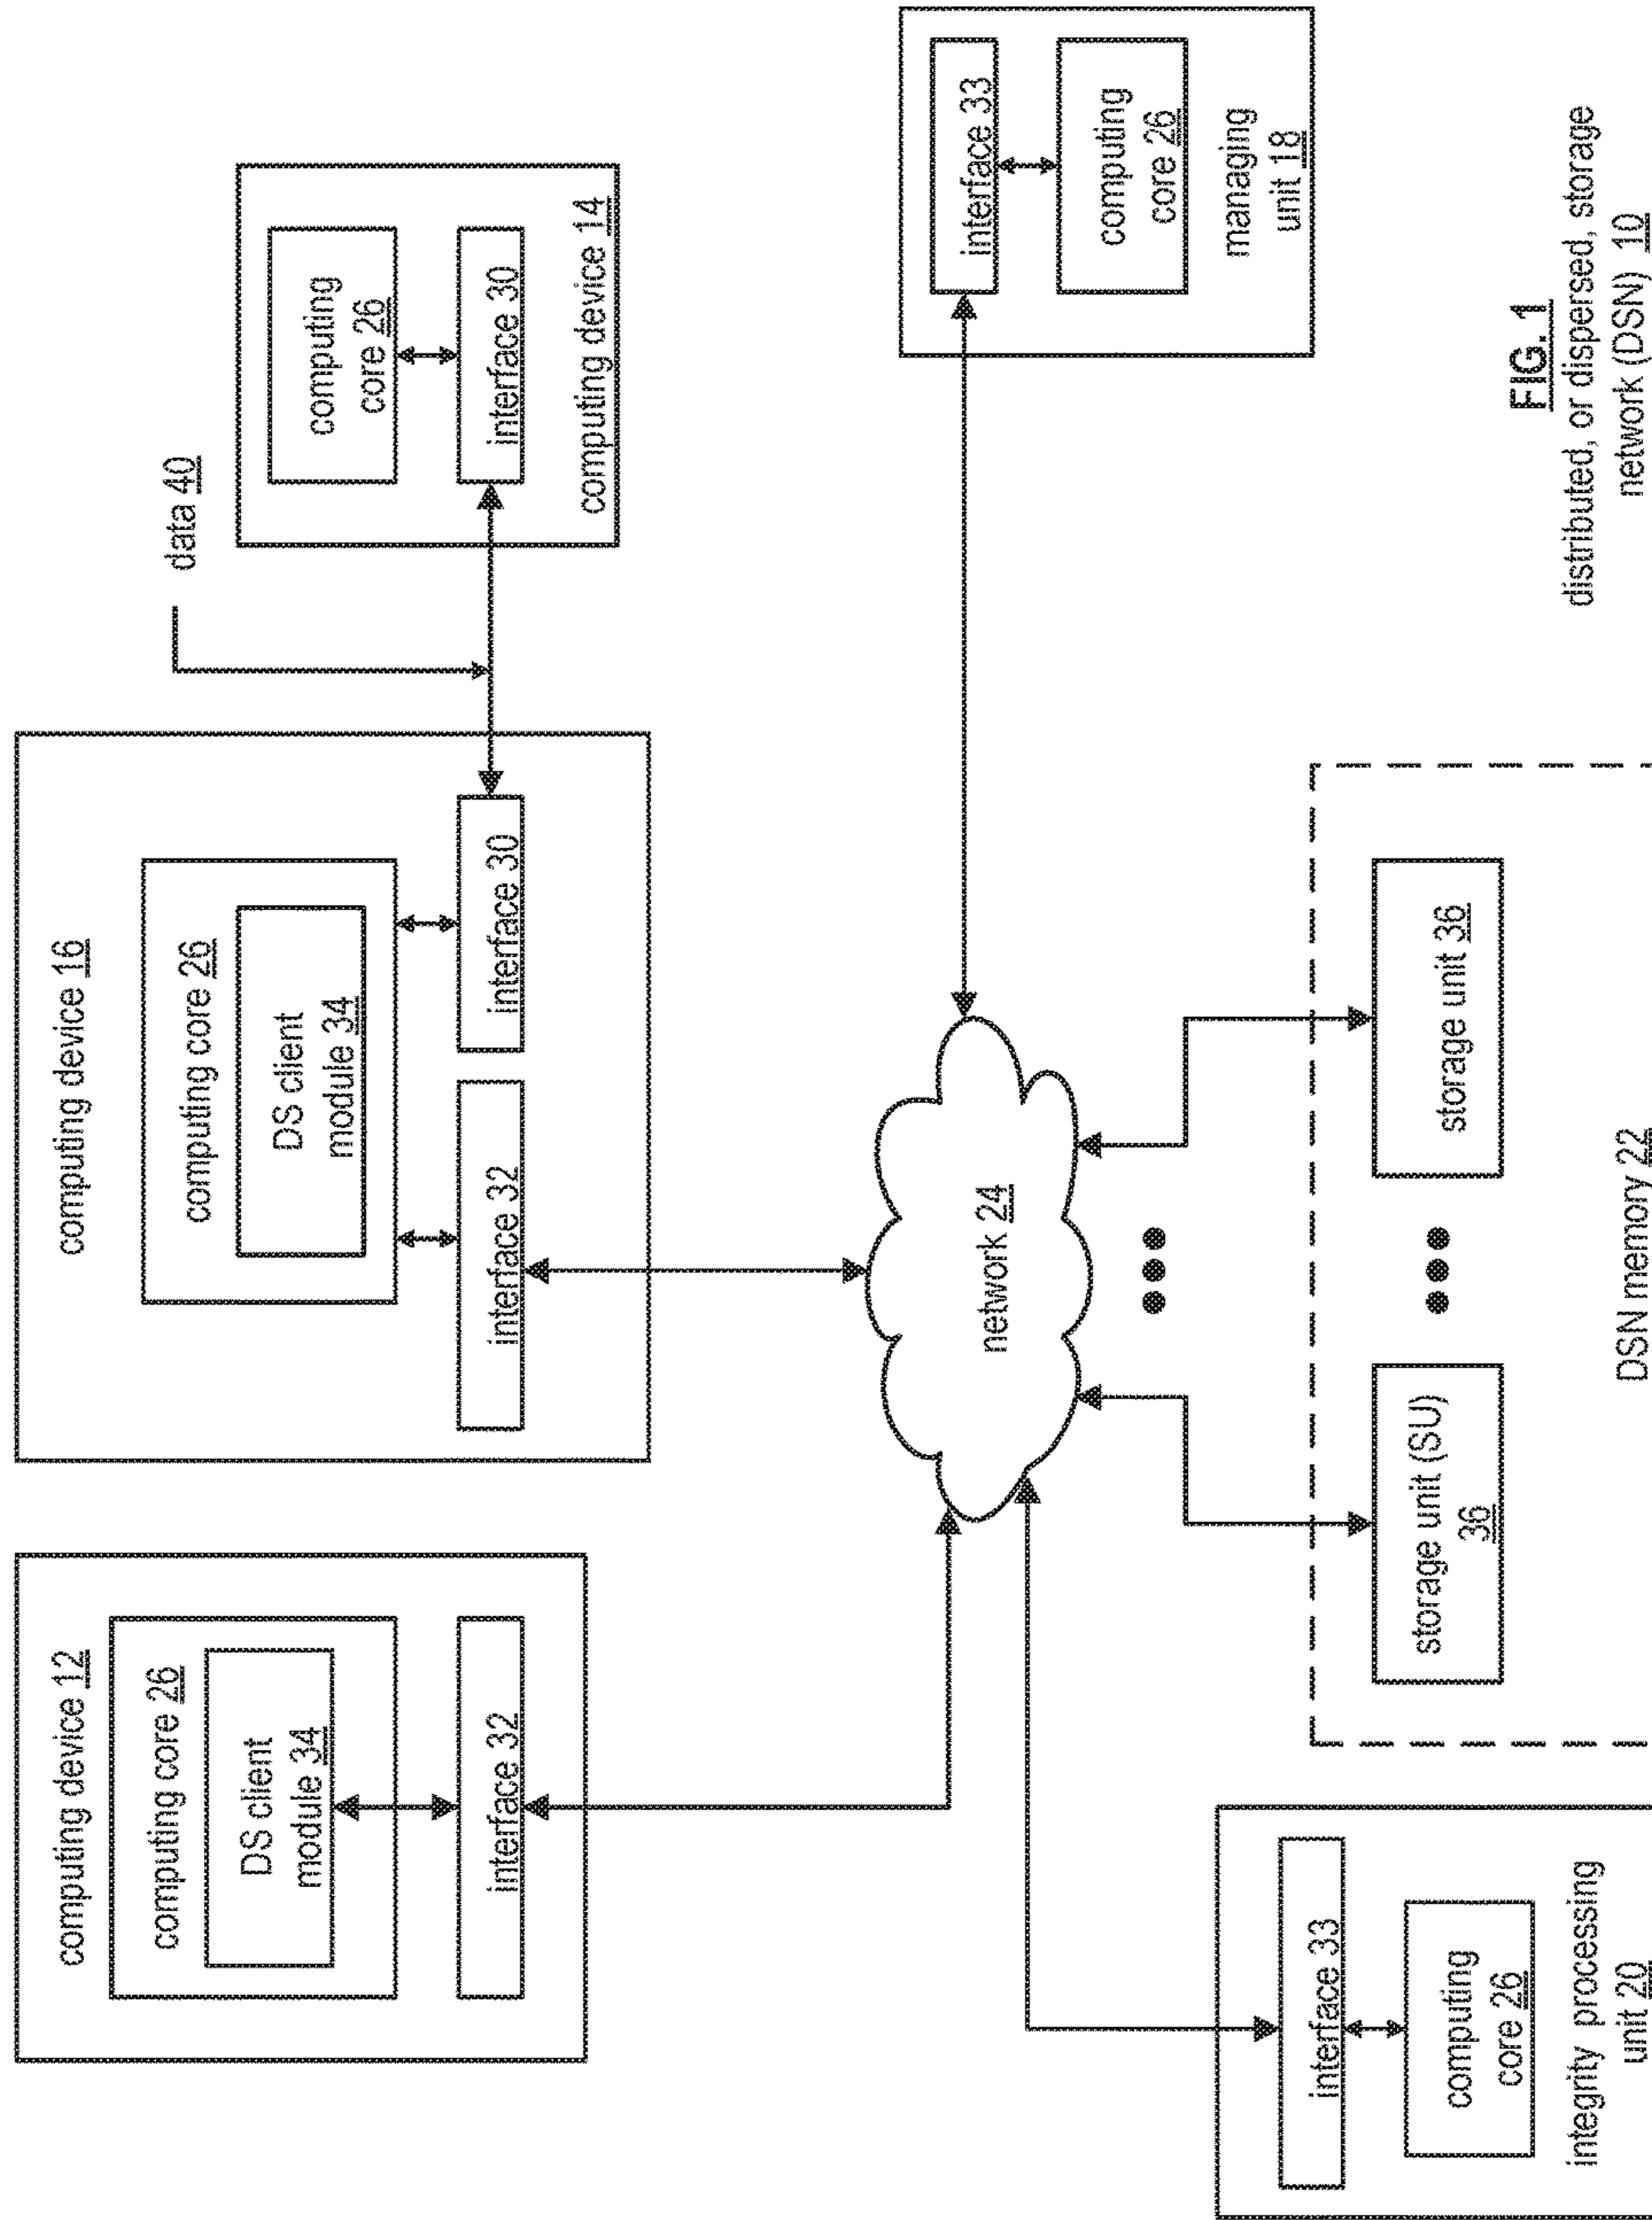 computing device 12
computing core 26
DS client
module 34
interface 32
computing device 16
computing core 26
DS client
module 34
interface 32
interface 30
data 40
computing
core 26
interface 30
computing device 14
network 24
interface 33
computing
core 26
managing
unit 18
interface 33
computing
core 26
integrity processing
unit 20
storage unit (SU)
36
storage unit 36
DSN memory 22
FIG. 1
distributed, or dispersed, storage
network (DSN) 10